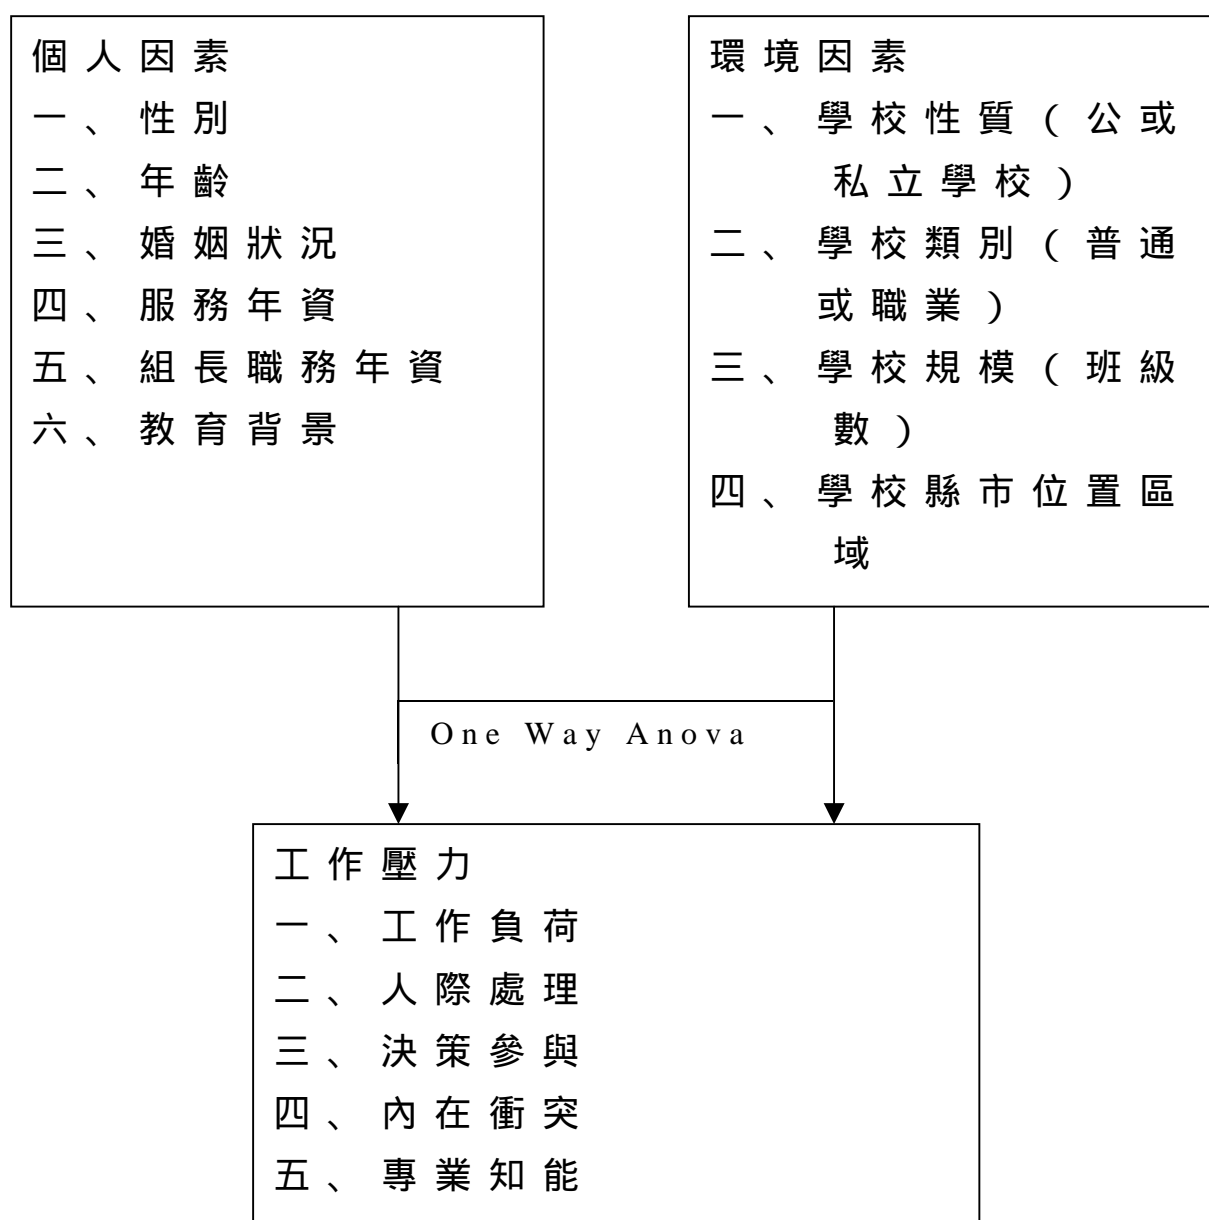 個人因素
一、性別
二、年齡
三、婚姻狀況
四、服務年資
五、組長職務年資
六、教育背景
環境因素
一、學校性質(公或
私立學校)
二、學校類別(普通
或職業)
三、學校規模(班級
數)
四、學校縣市位置區
域
One Way Anova
工作壓力
一、工作負荷
二、人際處理
三、決策參與
四、內在衝突
五、專業知能